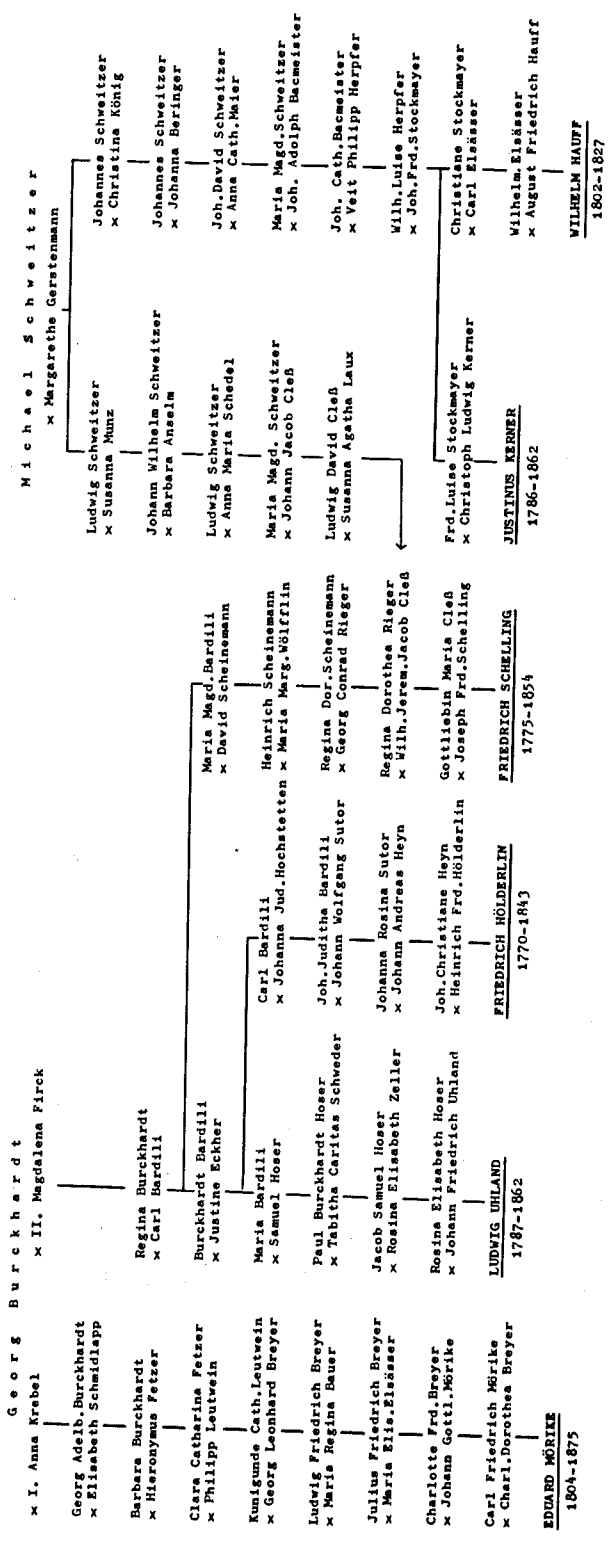 Georg Burckhardt
x I. Anna Krebel
x II. Magdalena Firck
Georg Adelb.Burckhardt
x Elisabeth Schmidlapp
Barbara Burckhardt
x Hieronymus Fetzer
Clara Catharina Fetzer
x Philipp Leutwein
Kunigunde Cath.Leutwein
x Georg Leonhard Breyer
Ludwig Friedrich Breyer
x Maria Regina Bauer
Julius Friedrich Breyer
x Maria Elis.Elsässer
Charlotte Frd.Breyer
x Johann Gottl.Mörike
Carl Friedrich Mörike
x Charl.Dorothea Breyer
EDUARD MÖRIKE
1804-1875
Regina Burckhardt
x Carl Bardili
Burckhardt Bardili
x Justine Eckher
Maria Bardili
x Samuel Hoser
Paul Burckhardt Hoser
x Tabitha Caritas Schweder
Jacob Samuel Hoser
x Rosina Elisabeth Zeller
Rosina Elisabeth Hoser
x Johann Friedrich Uhland
LUDWIG UHLAND
1787-1862
Carl Bardili
x Johanna Jud.Hochstetten
Joh.Juditha Bardili
x Johann Wolfgang Sutor
Johanna Rosina Sutor
x Johann Andreas Heyn
Joh.Christiane Heyn
x Heinrich Frd.Hölderlin
FRIEDRICH HÖLDERLIN
1770-1843
Maria Magd.Bardili
x David Scheinemann
Heinrich Scheinemann
x Maria Marg.Wölfflin
Regina Dor.Scheinemann
x Georg Conrad Rieger
Regina Dorothea Rieger
x Wilh.Jerem.Jacob Cleß
Gottliebin Maria Cleß
x Joseph Frd.Schelling
FRIEDRICH SCHELLING
1775-1854
Michael Schweitzer
x Margarethe Gerstenmann
Ludwig Schweitzer
x Susanna Munz
Johann Wilhelm Schweitzer
x Barbara Anselm
Ludwig Schweitzer
x Anna Maria Schedel
Maria Magd. Schweitzer
x Johann Jacob Cleß
Ludwig David Cleß
x Susanna Agatha Laux
Frd.Luise Stockmayer
x Christoph Ludwig Kerner
JUSTINUS KERNER
1786-1862
Johannes Schweitzer
x Christina König
Johannes Schweitzer
x Johanna Beringer
Joh.David Schweitzer
x Anna Cath.Maier
Maria Magd.Schweitzer
x Joh. Adolph Bacmeister
Joh. Cath.Bacmeister
x Veit Philipp Herpfer
Wilh.Luise Herpfer
x Joh.Frd.Stockmayer
Christiane Stockmayer
x Carl Elsässer
Wilhelm.Elsässer
x August Friedrich Hauff
WILHELM HAUFF
1802-1827